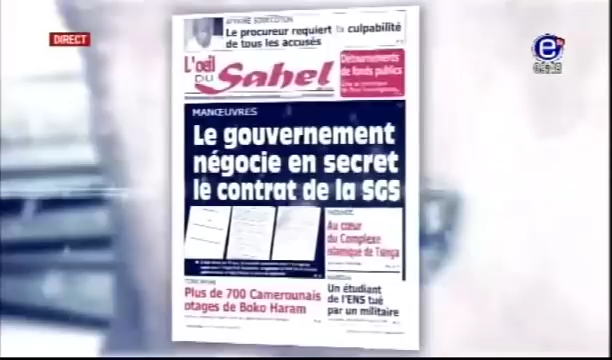 DIRECT
AFFAIRE SODECOTON
Le procureur requiert la culpabilité
de tous les accusés
L'œil
DU
Sahel
Détournements
de fonds publics
e
MANŒUVRES
Le gouvernement
négocie en secret
le contrat de la SGS
Au cœur
du Complexe
islamique de Tsinga
Plus de 700 Camerounais
otages de Boko Haram
Un étudiant
de l'ENS tué
par un militaire